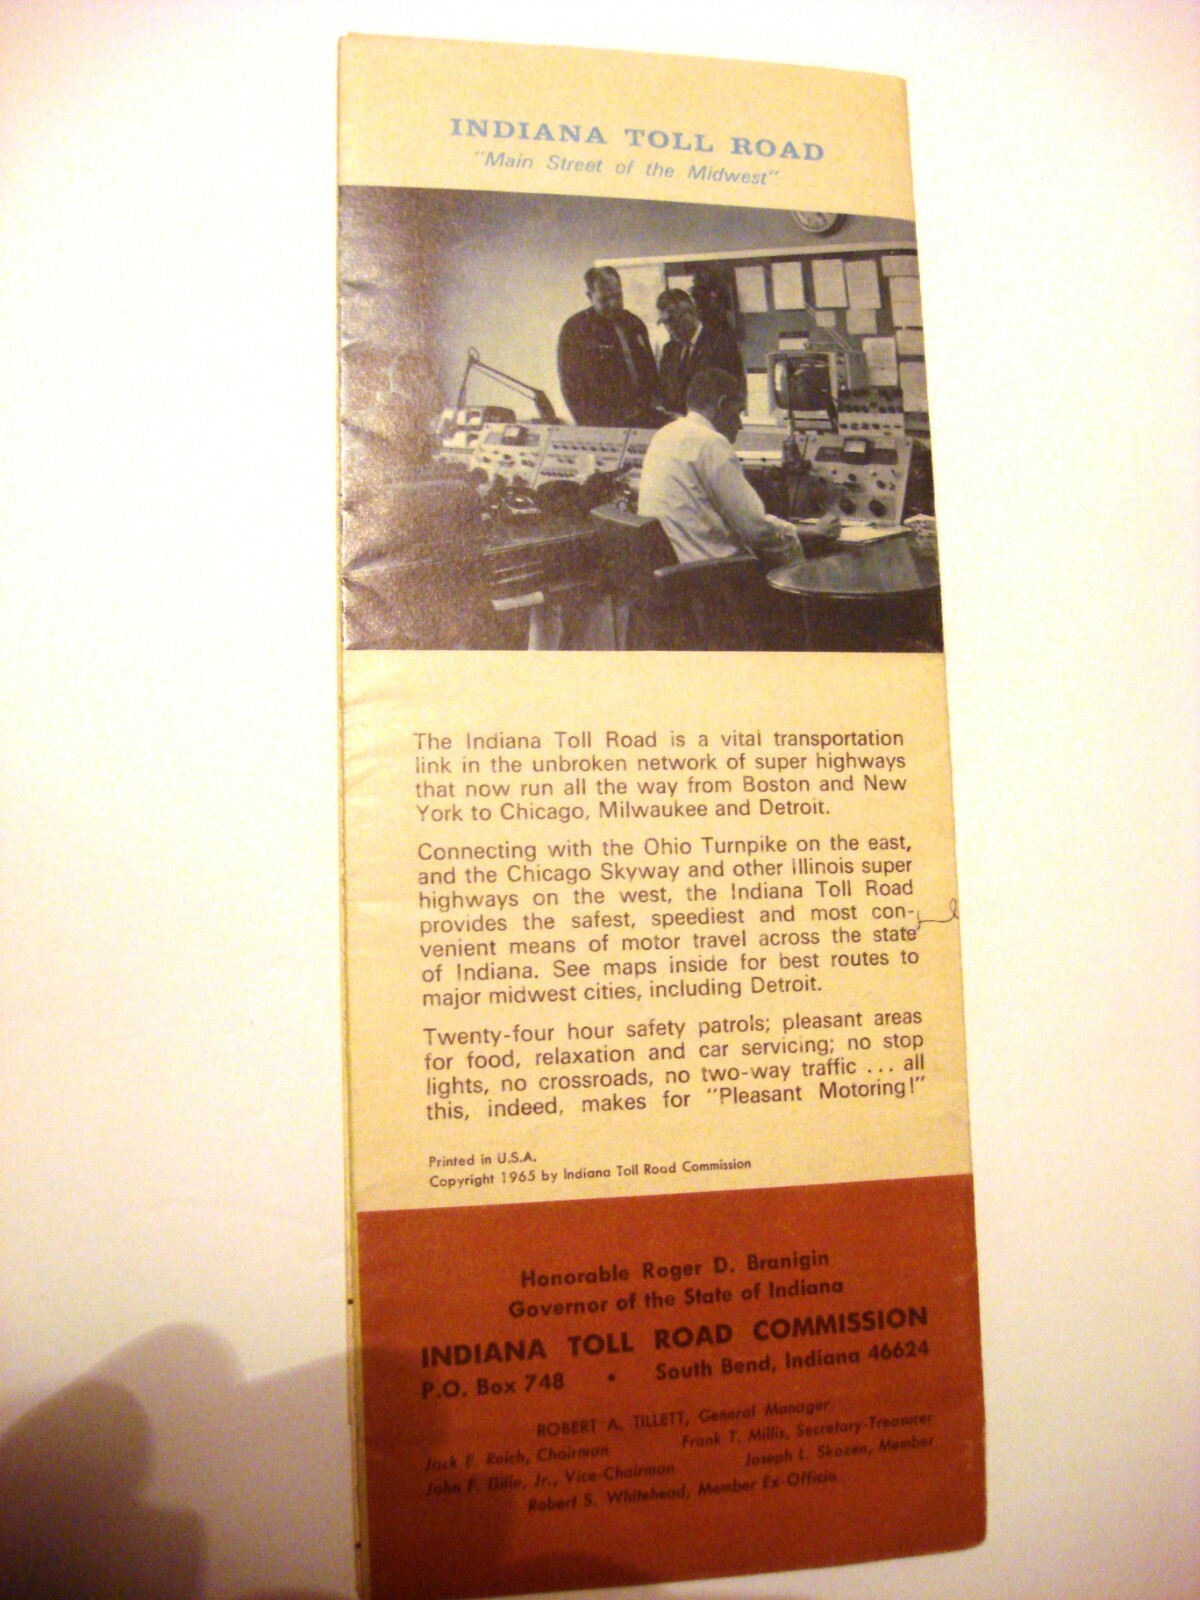 INDIANA TOLL ROAD
"Main Street of the Midwest"
The Indiana Toll Road is a vital transportation
link in the unbroken network of super highways
that now run all the way from Boston and New
York to Chicago, Milwaukee and Detroit.
Connecting with the Ohio Turnpike on the east,
and the Chicago Skyway and other Illinois super
highways on the west, the Indiana Toll Road
provides the safest, speediest and most con-
venient means of motor travel across the state
of Indiana. See maps inside for best routes to
major midwest cities, including Detroit.
Twenty-four hour safety patrols; pleasant areas
for food, relaxation and car servicing; no stop
lights, no crossroads, no two-way traffic ... all
this, indeed, makes for "Pleasant Motoring!"
Printed in U.S.A.
Copyright 1965 by Indiana Toll Road Commission
Honorable Roger D. Branigin
Governor of the State of Indiana
INDIANA TOLL ROAD COMMISSION
P.O. Box 748 • South Bend, Indiana 46624
ROBERT A. TILLETT, General Manager
Jack E. Reich, Chairman Frank T. Millis, Secretary-Treasurer
John F. Dille, Jr., Vice-Chairman Joseph L. Skozen, Member
Robert S. Whitehead, Member Ex-Officio